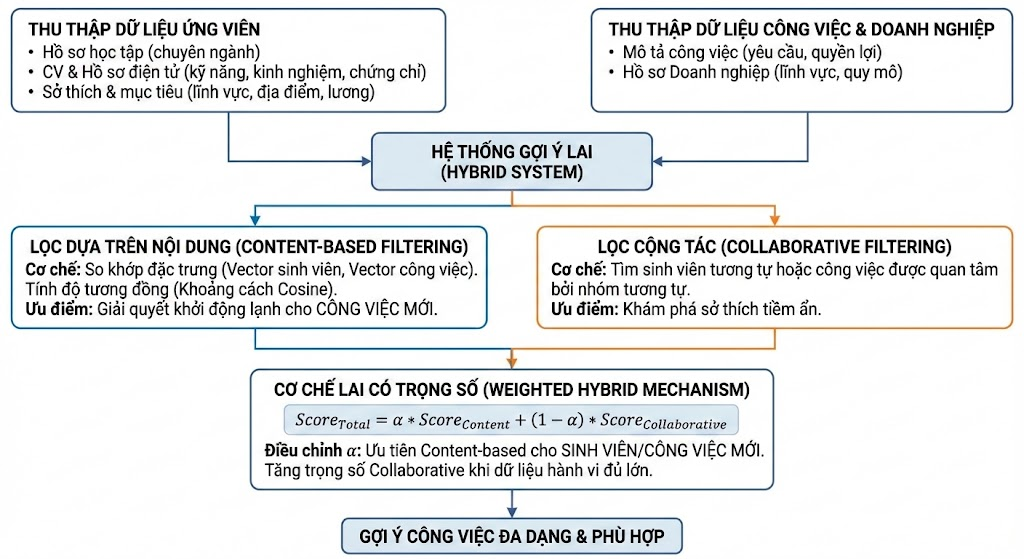 THU THẬP DỮ LIỆU ỨNG VIÊN
• Hồ sơ học tập (chuyên ngành)
• CV & Hồ sơ điện tử (kỹ năng, kinh nghiệm, chứng chỉ)
• Sở thích & mục tiêu (lĩnh vực, địa điểm, lương)
THU THẬP DỮ LIỆU CÔNG VIỆC & DOANH NGHIỆP
• Mô tả công việc (yêu cầu, quyền lợi)
• Hồ sơ Doanh nghiệp (lĩnh vực, quy mô)
HỆ THỐNG GỢI Ý LAI
(HYBRID SYSTEM)
LỌC DỰA TRÊN NỘI DUNG (CONTENT-BASED FILTERING)
Cơ chế: So khớp đặc trưng (Vector sinh viên, Vector công việc).
Tính độ tương đồng (Khoảng cách Cosine).
Ưu điểm: Giải quyết khởi động lạnh cho CÔNG VIỆC MỚI.
LỌC CỘNG TÁC (COLLABORATIVE FILTERING)
Cơ chế: Tìm sinh viên tương tự hoặc công việc được quan tâm
bởi nhóm tương tự.
Ưu điểm: Khám phá sở thích tiềm ẩn.
CƠ CHẾ LAI CÓ TRỌNG SỐ (WEIGHTED HYBRID MECHANISM)
Score_Total = α * Score_Content + (1 − α) * Score_Collaborative
Điều chỉnh α: Ưu tiên Content-based cho SINH VIÊN/CÔNG VIỆC MỚI.
Tăng trọng số Collaborative khi dữ liệu hành vi đủ lớn.
GỢI Ý CÔNG VIỆC ĐA DẠNG & PHÙ HỢP